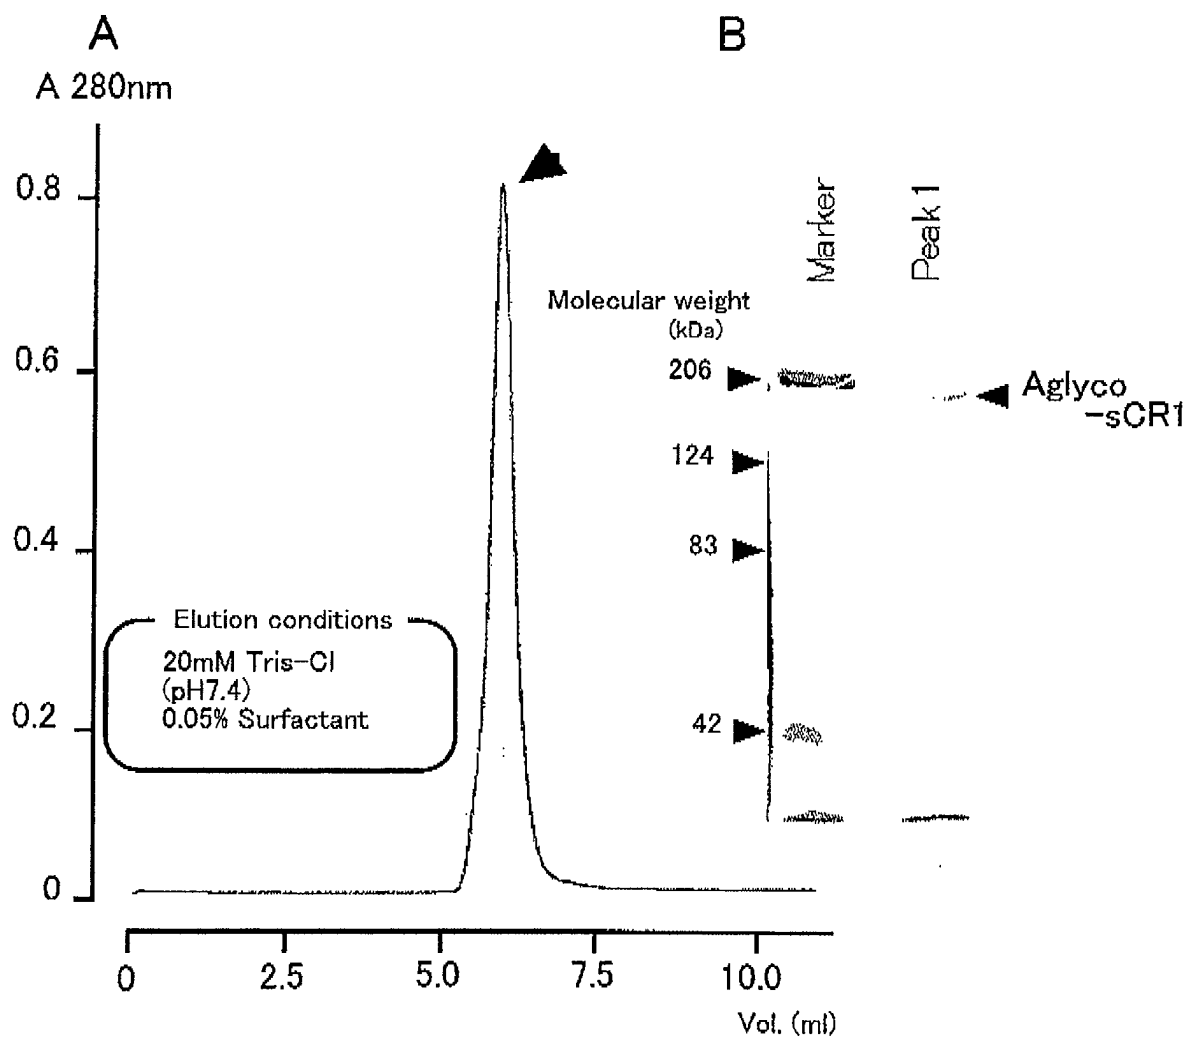 A
A 280nm
0.8
0.6
0.4
0.2
0
Elution conditions
20mM Tris-Cl
(pH7.4)
0.05% Surfactant
0
2.5
5.0
7.5
10.0
Vol. (ml)
B
Marker
Peak 1
Molecular weight
(kDa)
206
124
83
42
Aglyco
-sCR1